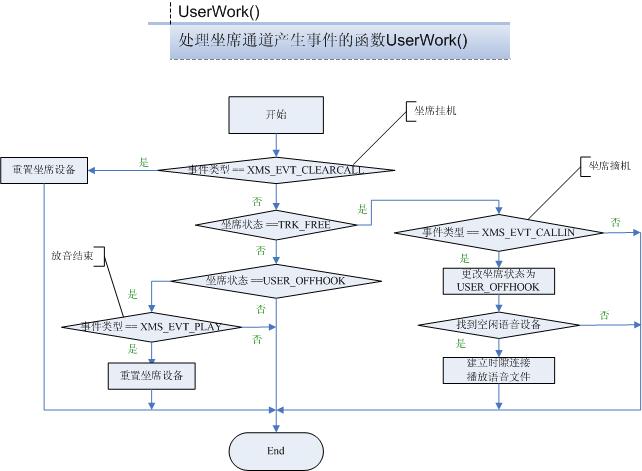 UserWork()
处理坐席通道产生事件的函数UserWork()
开始
坐席挂机
事件类型 == XMS_EVT_CLEARCALL
是
重置坐席设备
否
坐席状态 ==TRK_FREE
是
坐席摘机
事件类型 == XMS_EVT_CALLIN
否
否
是
放音结束
坐席状态 ==USER_OFFHOOK
更改坐席状态为
USER_OFFHOOK
是
否
事件类型 == XMS_EVT_PLAY
否
找到空闲语音设备
否
是
是
重置坐席设备
建立时隙连接
播放语音文件
End